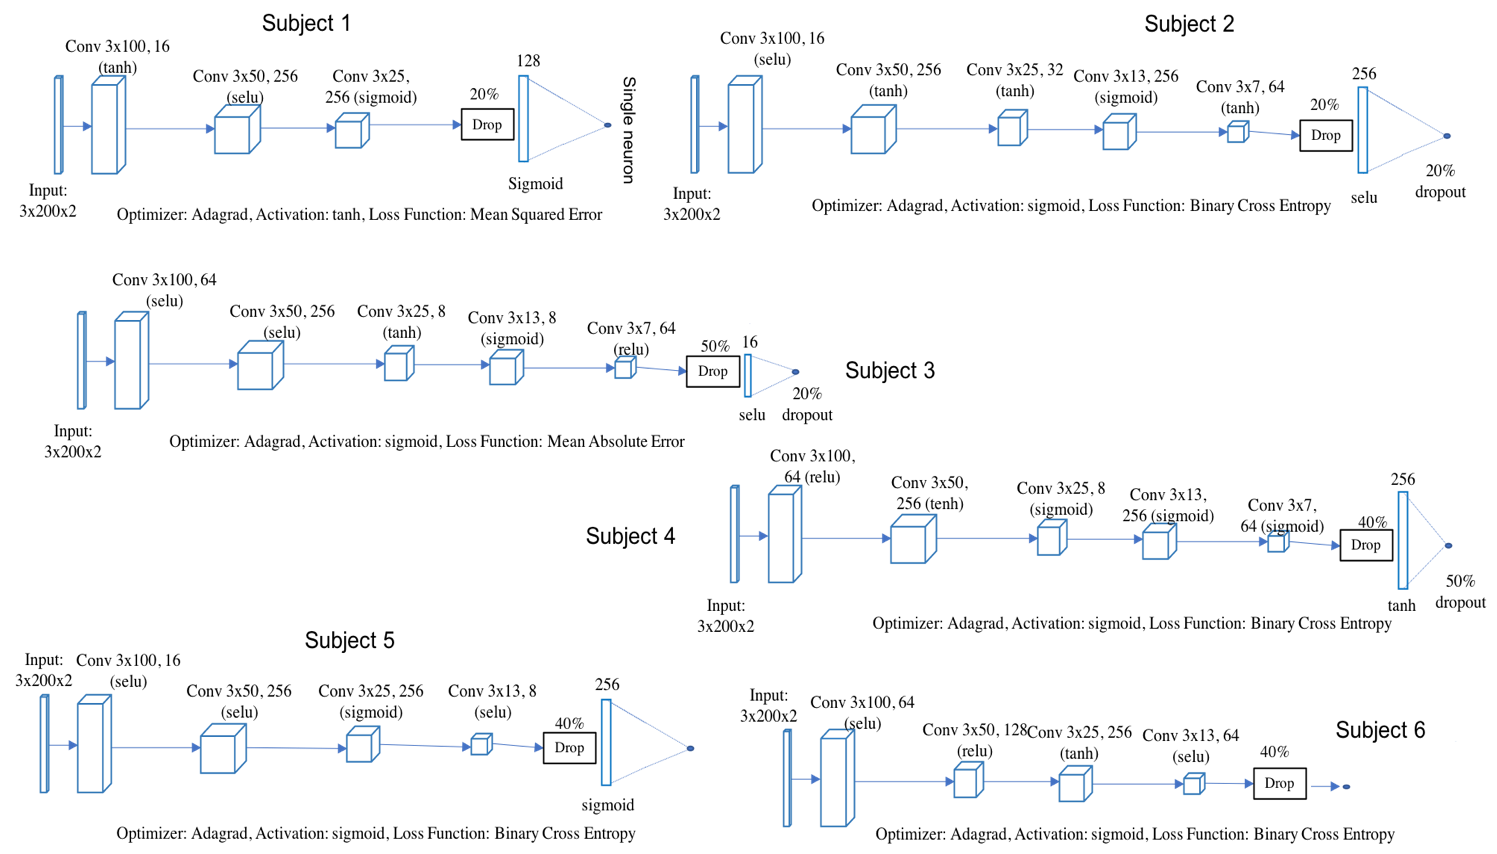 Subject 1
Conv 3x100, 16
(tanh)
Conv 3x50, 256
(selu)
Conv 3x25,
256 (sigmoid)
20%
Drop
128
Sigmoid
Single neuron
Input:
3x200x2
Optimizer: Adagrad, Activation: tanh, Loss Function: Mean Squared Error
Subject 2
Conv 3x100, 16
(selu)
Conv 3x50, 256
(tanh)
Conv 3x25, 32
(tanh)
Conv 3x13, 256
(sigmoid)
Conv 3x7, 64
(tanh)
20%
Drop
256
selu
20%
dropout
Input:
3x200x2
Optimizer: Adagrad, Activation: sigmoid, Loss Function: Binary Cross Entropy
Conv 3x100, 64
(selu)
Conv 3x50, 256
(selu)
Conv 3x25, 8
(tanh)
Conv 3x13, 8
(sigmoid)
Conv 3x7, 64
(relu)
50%
Drop
16
selu
20%
dropout
Subject 3
Input:
3x200x2
Optimizer: Adagrad, Activation: sigmoid, Loss Function: Mean Absolute Error
Subject 4
Conv 3x100,
64 (relu)
Conv 3x50,
256 (tenh)
Conv 3x25, 8
(sigmoid)
Conv 3x13,
256 (sigmoid)
Conv 3x7,
64 (sigmoid)
40%
Drop
256
tanh
50%
dropout
Input:
3x200x2
Optimizer: Adagrad, Activation: sigmoid, Loss Function: Binary Cross Entropy
Subject 5
Input:
3x200x2
Conv 3x100, 16
(selu)
Conv 3x50, 256
(selu)
Conv 3x25, 256
(sigmoid)
Conv 3x13, 8
(selu)
40%
Drop
256
sigmoid
Optimizer: Adagrad, Activation: sigmoid, Loss Function: Binary Cross Entropy
Input:
3x200x2
Conv 3x100, 64
(selu)
Conv 3x50, 128
(relu)
Conv 3x25, 256
(tanh)
Conv 3x13, 64
(selu)
40%
Drop
Subject 6
Optimizer: Adagrad, Activation: sigmoid, Loss Function: Binary Cross Entropy